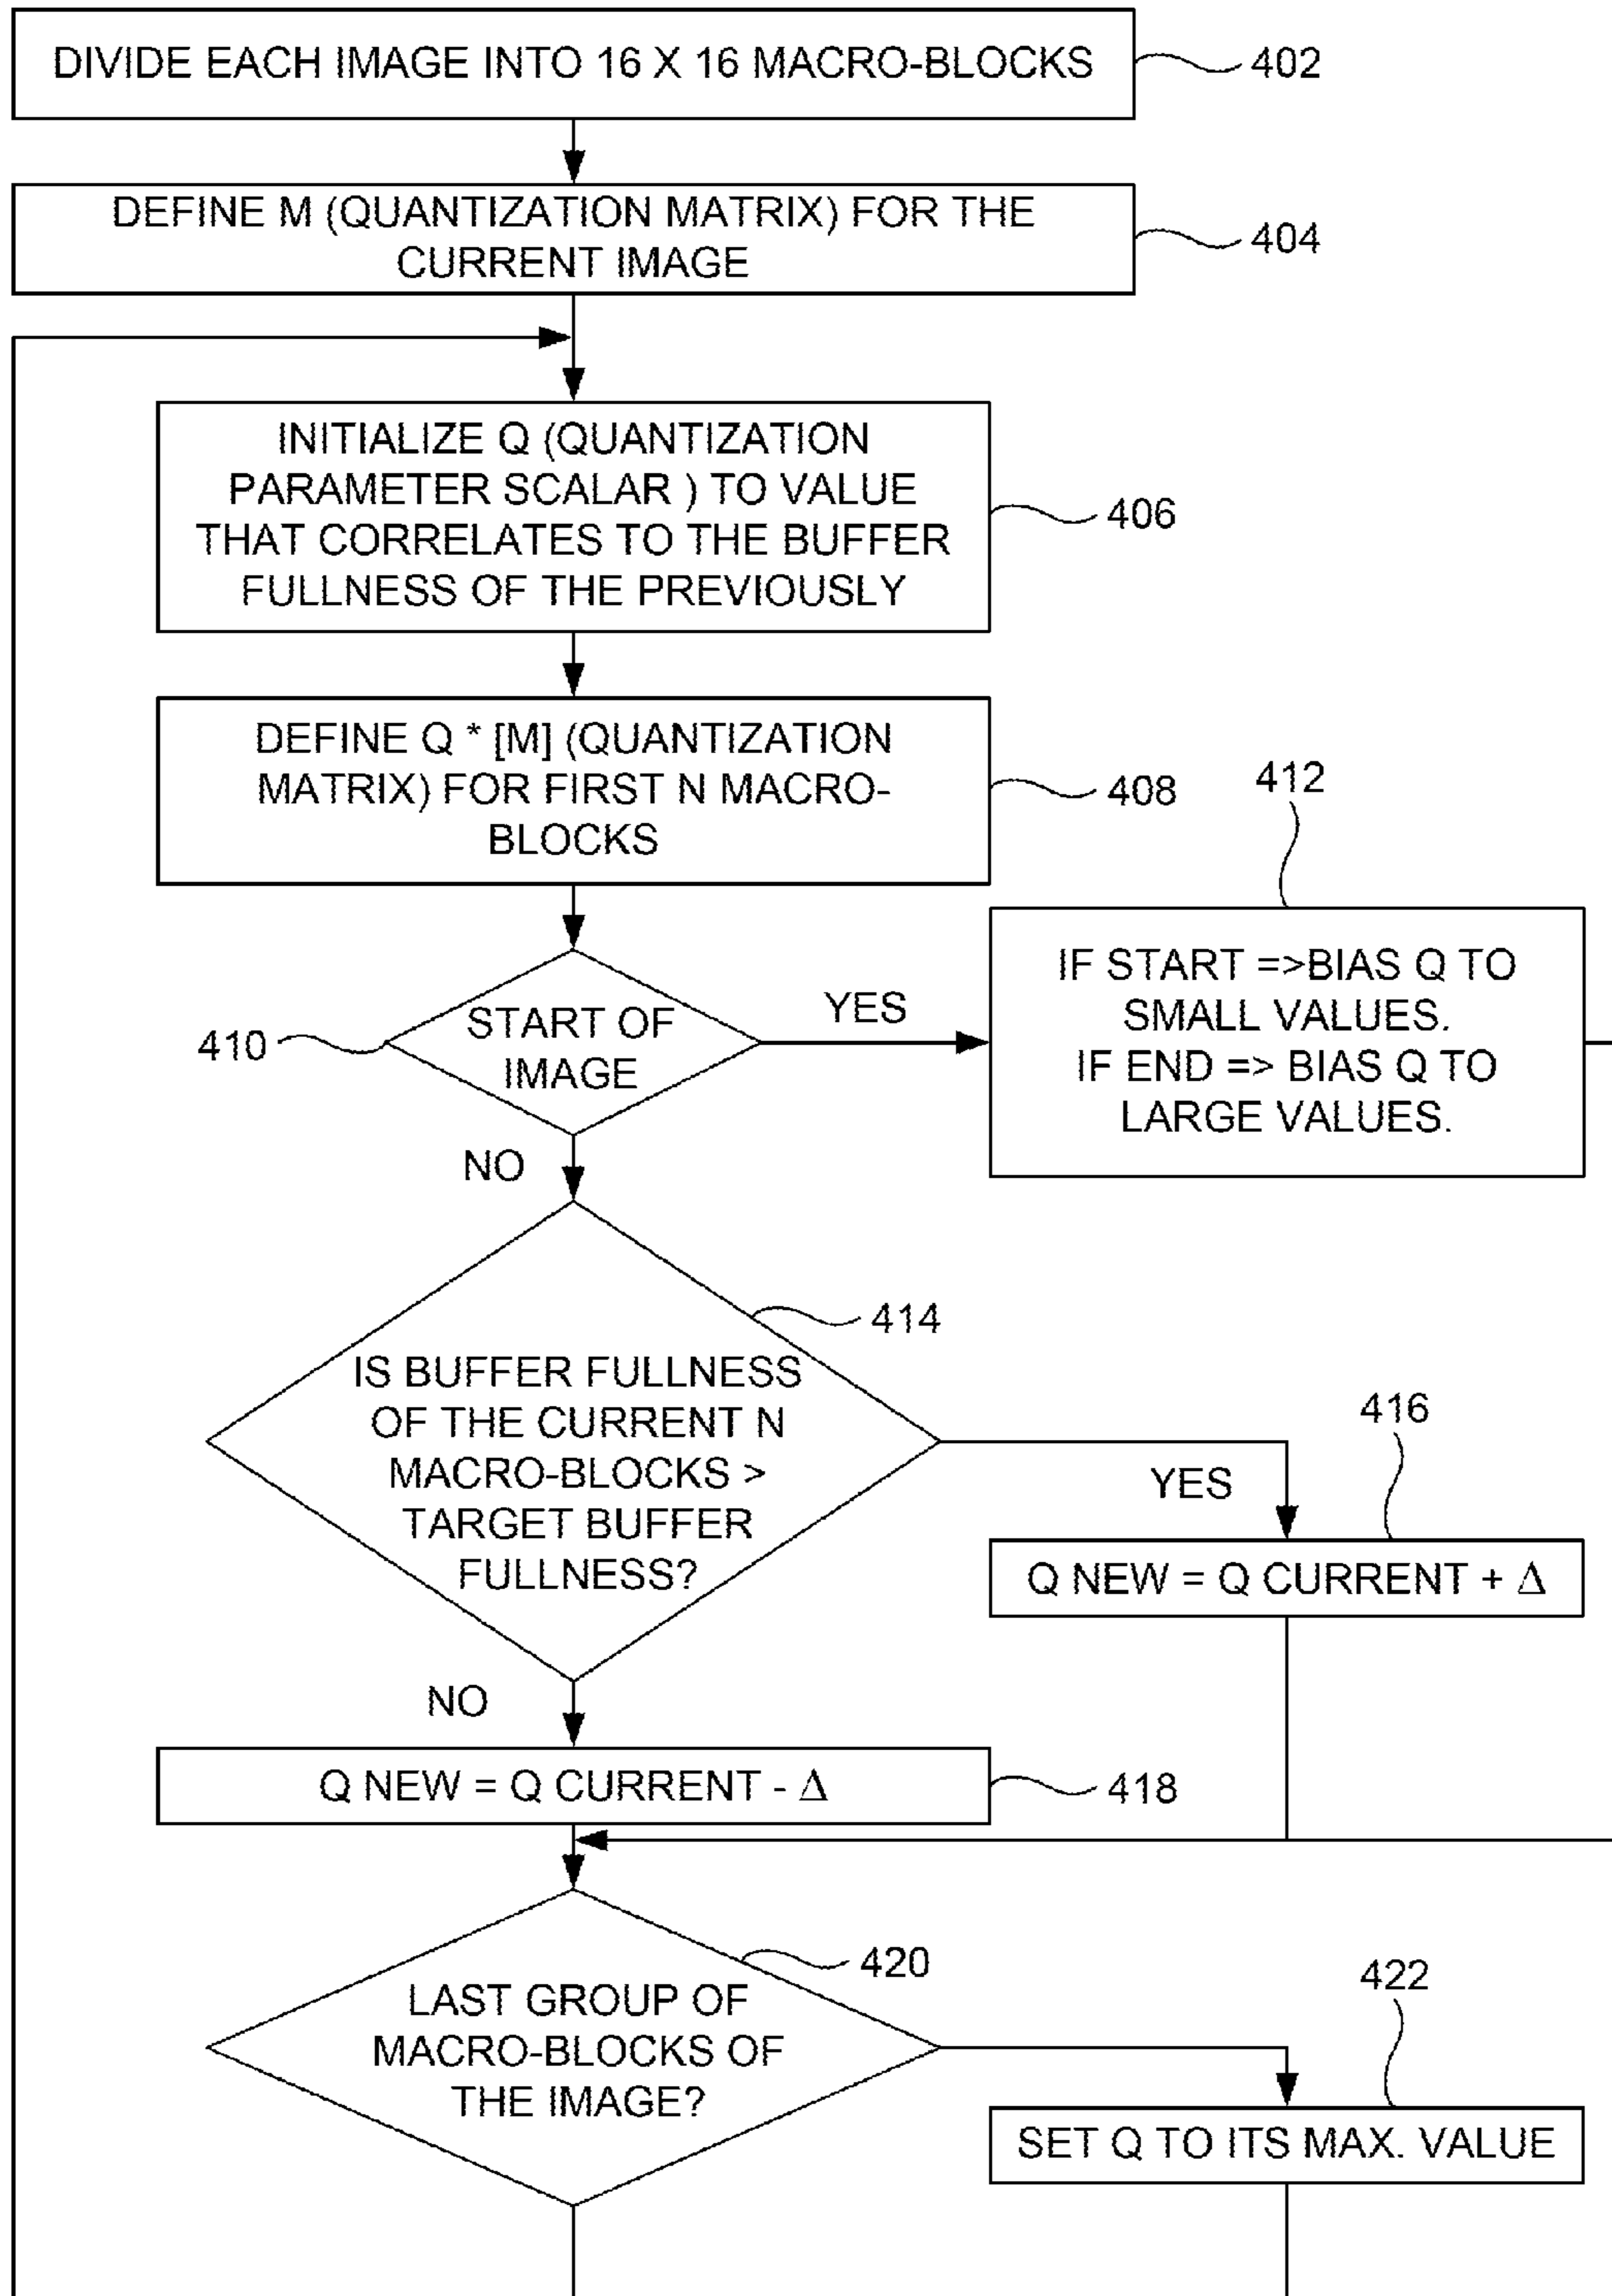 DIVIDE EACH IMAGE INTO 16 X 16 MACRO-BLOCKS
402
DEFINE M (QUANTIZATION MATRIX) FOR THE
CURRENT IMAGE
404
INITIALIZE Q (QUANTIZATION
PARAMETER SCALAR ) TO VALUE
THAT CORRELATES TO THE BUFFER
FULLNESS OF THE PREVIOUSLY
406
DEFINE Q * [M] (QUANTIZATION
MATRIX) FOR FIRST N MACRO-
BLOCKS
408
412
IF START =>BIAS Q TO
SMALL VALUES.
IF END => BIAS Q TO
LARGE VALUES.
410
START OF
IMAGE
YES
NO
414
IS BUFFER FULLNESS
OF THE CURRENT N
MACRO-BLOCKS >
TARGET BUFFER
FULLNESS?
YES
416
Q NEW = Q CURRENT + Δ
NO
Q NEW = Q CURRENT - Δ
418
420
LAST GROUP OF
MACRO-BLOCKS OF
THE IMAGE?
422
SET Q TO ITS MAX. VALUE